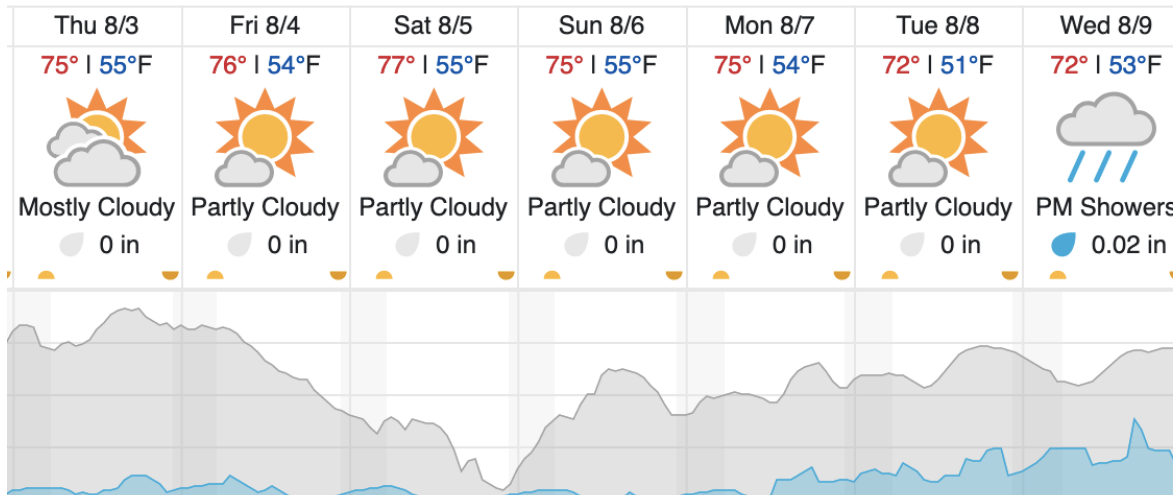 Thu 8/3 Fri 8/4 Sat 8/5 Sun 8/6 Mon 8/7 Tue 8/8 Wed 8/9
75° | 55°F 76° | 54°F 77° | 55°F 75° | 55°F 75° | 54°F 72° | 51°F 72° | 53°F
Mostly Cloudy Partly Cloudy Partly Cloudy Partly Cloudy Partly Cloudy Partly Cloudy PM Showers
0 in 0 in 0 in 0 in 0 in 0 in 0.02 in